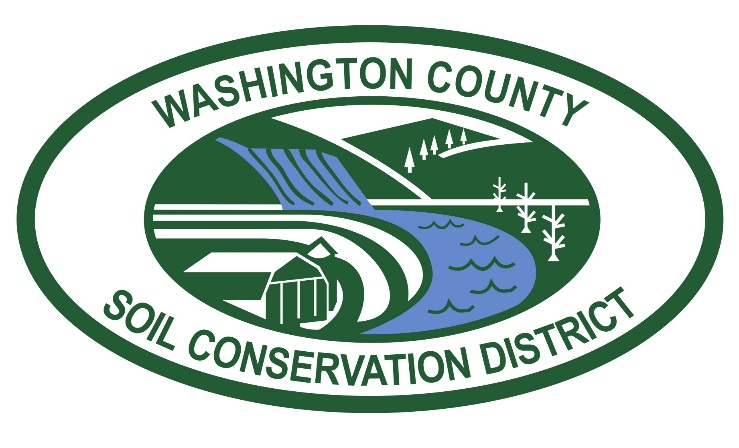 WASHINGTON COUNTY
SOIL CONSERVATION DISTRICT